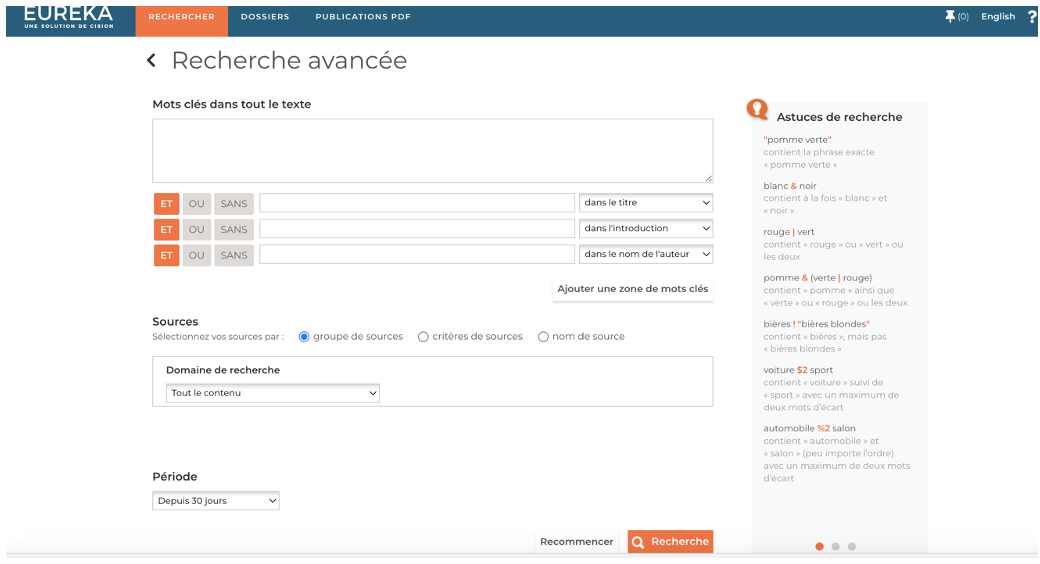 EUREKA
UNE SOLUTION DE CISION
RECHERCHER
DOSSIERS
PUBLICATIONS PDF
(0)
English
?
Recherche avancée
Mots clés dans tout le texte
ET OU SANS dans le titre
ET OU SANS dans l'introduction
ET OU SANS dans le nom de l'auteur
Ajouter une zone de mots clés
Sources
Sélectionnez vos sources par : groupe de sources critères de sources nom de source
Domaine de recherche
Tout le contenu
Période
Depuis 30 jours
Recommencer
Recherche
Astuces de recherche
"pomme verte"
contient la phrase exacte
« pomme verte »
blanc & noir
contient à la fois « blanc » et
« noir »
rouge | vert
contient « rouge » ou « vert » ou
les deux
pomme & (verte | rouge)
contient « pomme » ainsi que
« verte » ou « rouge » ou les deux
bières ! "bières blondes"
contient « bières », mais pas
« bières blondes »
voiture $2 sport
contient « voiture » suivi de
« sport » avec un maximum de
deux mots d'écart
automobile %2 salon
contient « automobile » et
« salon » (peu importe l'ordre)
avec un maximum de deux mots
d'écart